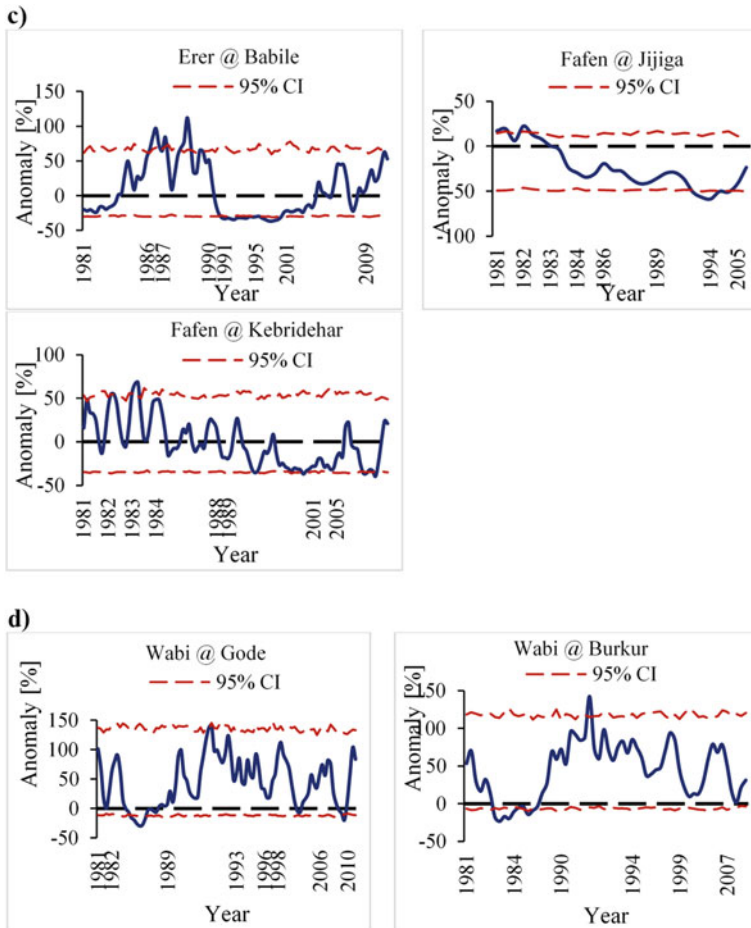 c)
Erer @ Babile
95% CI
Anomaly [%]
150
100
50
0
-50
1981
1986
1987
1990
1991
1995
2001
2009
Year
Fafen @ Jijiga
95% CI
Anomaly [%]
50
0
-50
-100
1981
1982
1983
1984
1986
1989
1994
2005
Year
Fafen @ Kebridehar
95% CI
Anomaly [%]
100
50
0
-50
1981
1982
1983
1984
1988
1989
2001
2005
Year
d)
Wabi @ Gode
95% CI
Anomaly [%]
150
100
50
0
-50
1981
1982
1989
1993
1996
1998
2006
2010
Year
Wabi @ Burkur
95% CI
Anomaly [%]
150
100
50
0
-50
1981
1984
1990
1994
1999
2007
Year